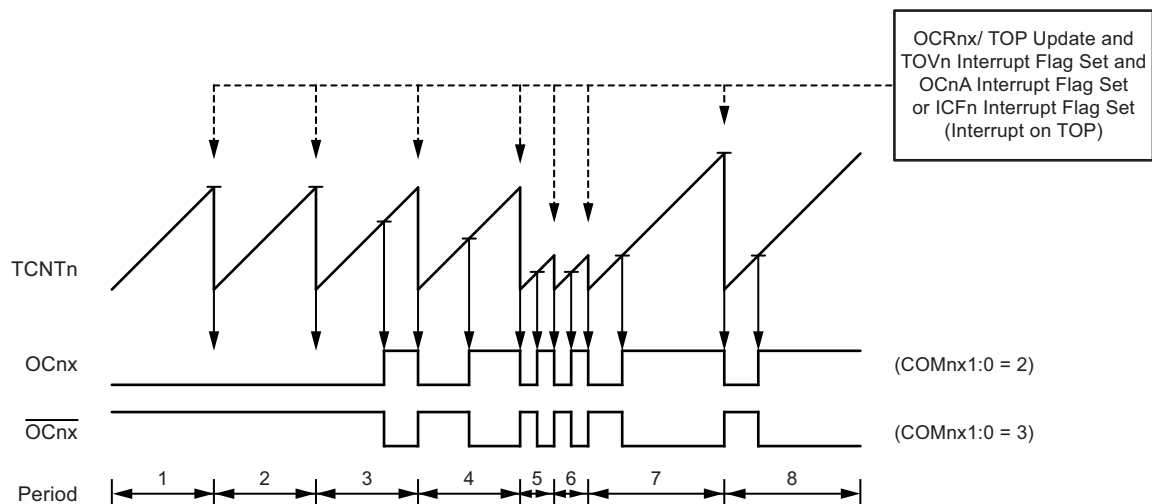 OCRnx/ TOP Update and
TOVn Interrupt Flag Set and
OCnA Interrupt Flag Set
or ICFn Interrupt Flag Set
(Interrupt on TOP)
TCNTn
OCnx
(COMnx1:0 = 2)
OCnx
(COMnx1:0 = 3)
Period
1 2 3 4 5 6 7 8